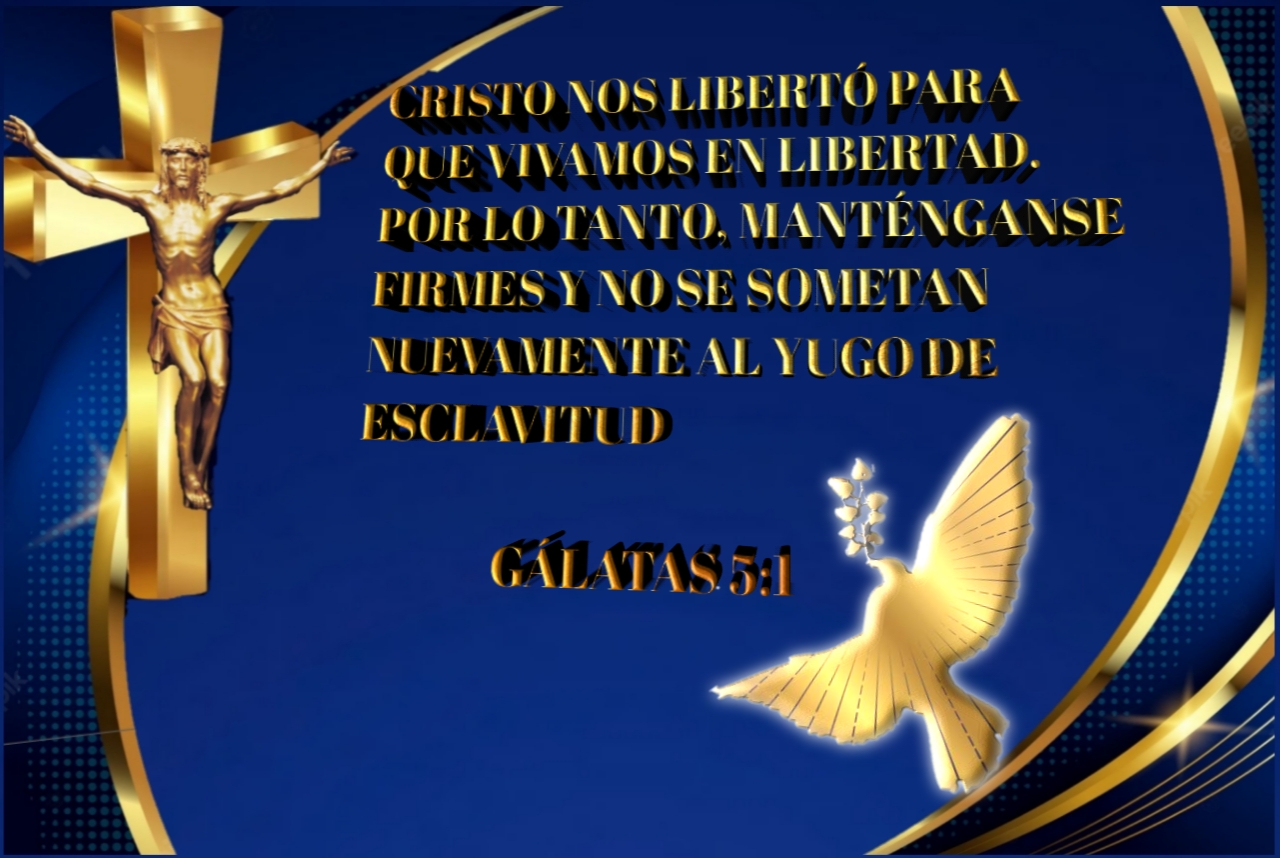 CRISTO NOS LIBERTÓ PARA
QUE VIVAMOS EN LIBERTAD.
POR LO TANTO, MANTÉNGANSE
FIRMES Y NO SE SOMETAN
NUEVAMENTE AL YUGO DE
ESCLAVITUD
GÁLATAS 5:1